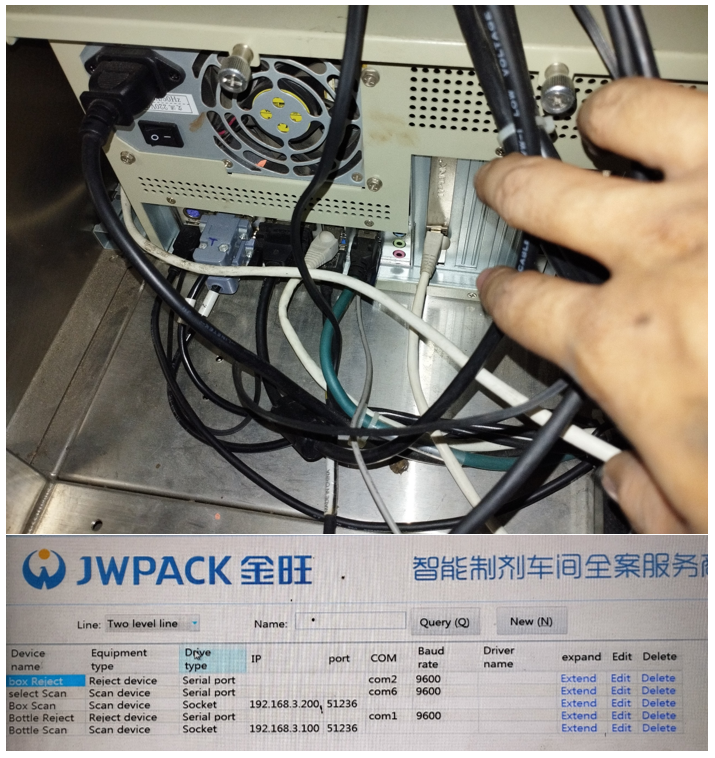 JWPACK 金旺
智能制剂车间全案服务商
Line: Two level line Name: Query (Q) New (N)
Device name Equipment type Drive type IP port COM Baud rate Driver name expand Edit Delete
box Reject Reject device Serial port com2 9600 Extend Edit Delete
select Scan Scan device Serial port com6 9600 Extend Edit Delete
Box Scan Scan device Socket 192.168.3.200 51236 Extend Edit Delete
Bottle Reject Reject device Serial port com1 9600 Extend Edit Delete
Bottle Scan Scan device Socket 192.168.3.100 51236 Extend Edit Delete